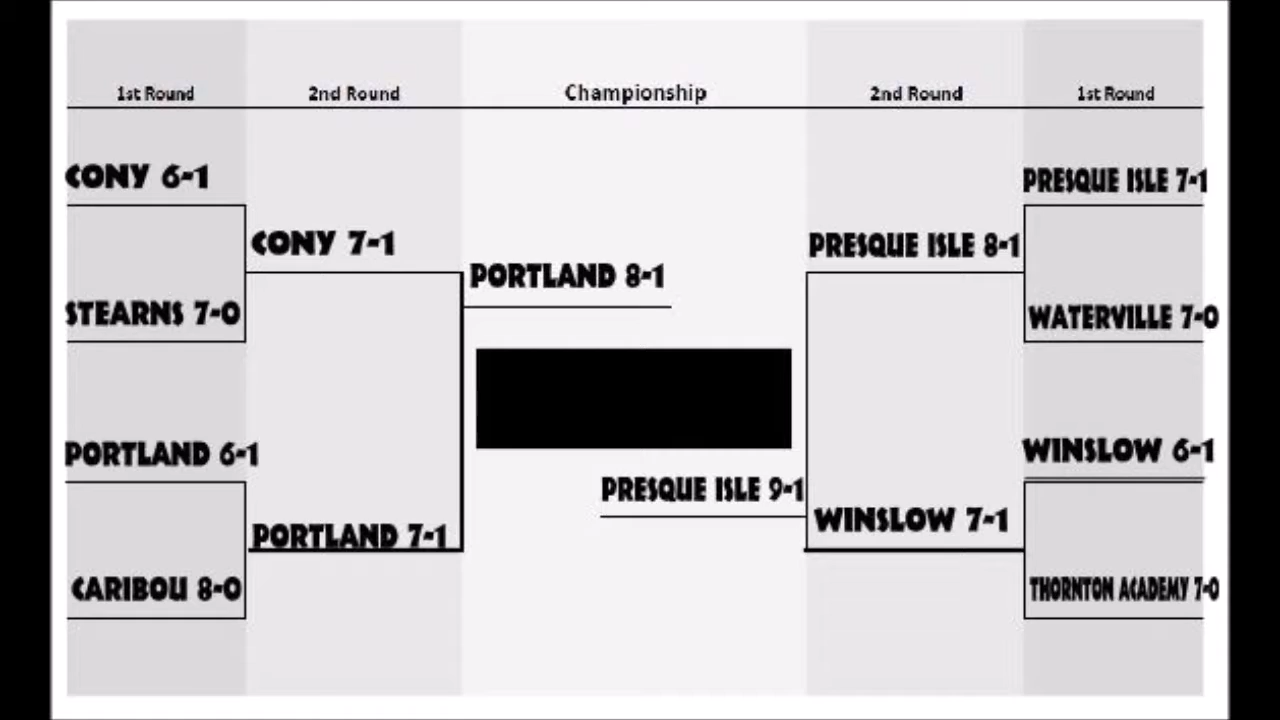 1st Round
2nd Round
Championship
2nd Round
1st Round
CONY 6-1
STEARNS 7-0
PORTLAND 6-1
CARIBOU 8-0
CONY 7-1
PORTLAND 7-1
PORTLAND 8-1
PRESQUE ISLE 9-1
PRESQUE ISLE 8-1
WINSLOW 7-1
PRESQUE ISLE 7-1
WATERVILLE 7-0
WINSLOW 6-1
THORNTON ACADEMY 7-0